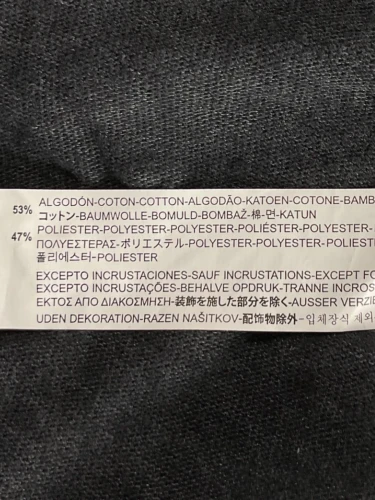 53% ALGODÓN-COTON-COTTON-ALGODÃO-KATOEN-COTONE-BAMB
コットン-BAUMWOLLE-BOMULD-BOMBAŽ-棉-면-KATUN
47% POLIESTER-POLYESTER-POLYESTER-POLIÉSTER-POLYESTER-
ΠΟΛΥΕΣΤΕΡΑΣ-ポリエステル-POLYESTER-POLYESTER-POLIEST
폴리에스터-POLIESTER
EXCEPTO INCRUSTACIONES-SAUF INCRUSTATIONS-EXCEPT FO
EXCEPTO INCRUSTAÇÕES-BEHALVE OPDRUK-TRANNE INCROS
ΕΚΤΟΣ ΑΠΟ ΔΙΑΚΟΣΜΗΣΗ-装飾を施した部分を除く-AUSSER VERZIE
UDEN DEKORATION-RAZEN NAŠITKOV-配饰物除外-입체장식 제외